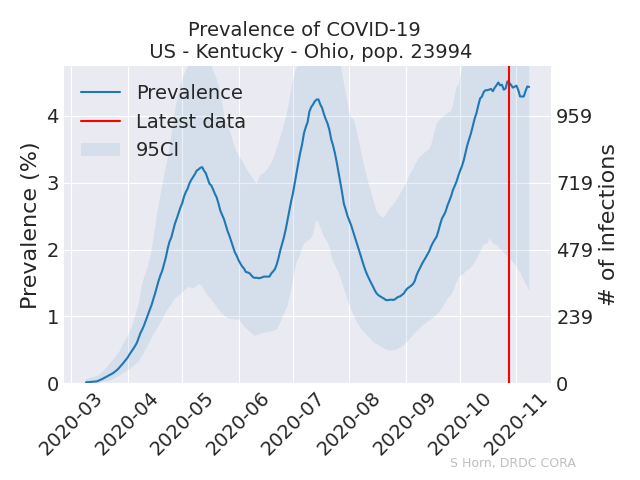 Prevalence of COVID-19
US - Kentucky - Ohio, pop. 23994
Prevalence
Latest data
95CI
Prevalence (%)
4
3
2
1
0
959
719
479
239
0
# of infections
2020-03
2020-04
2020-05
2020-06
2020-07
2020-08
2020-09
2020-10
2020-11
S Horn, DRDC CORA